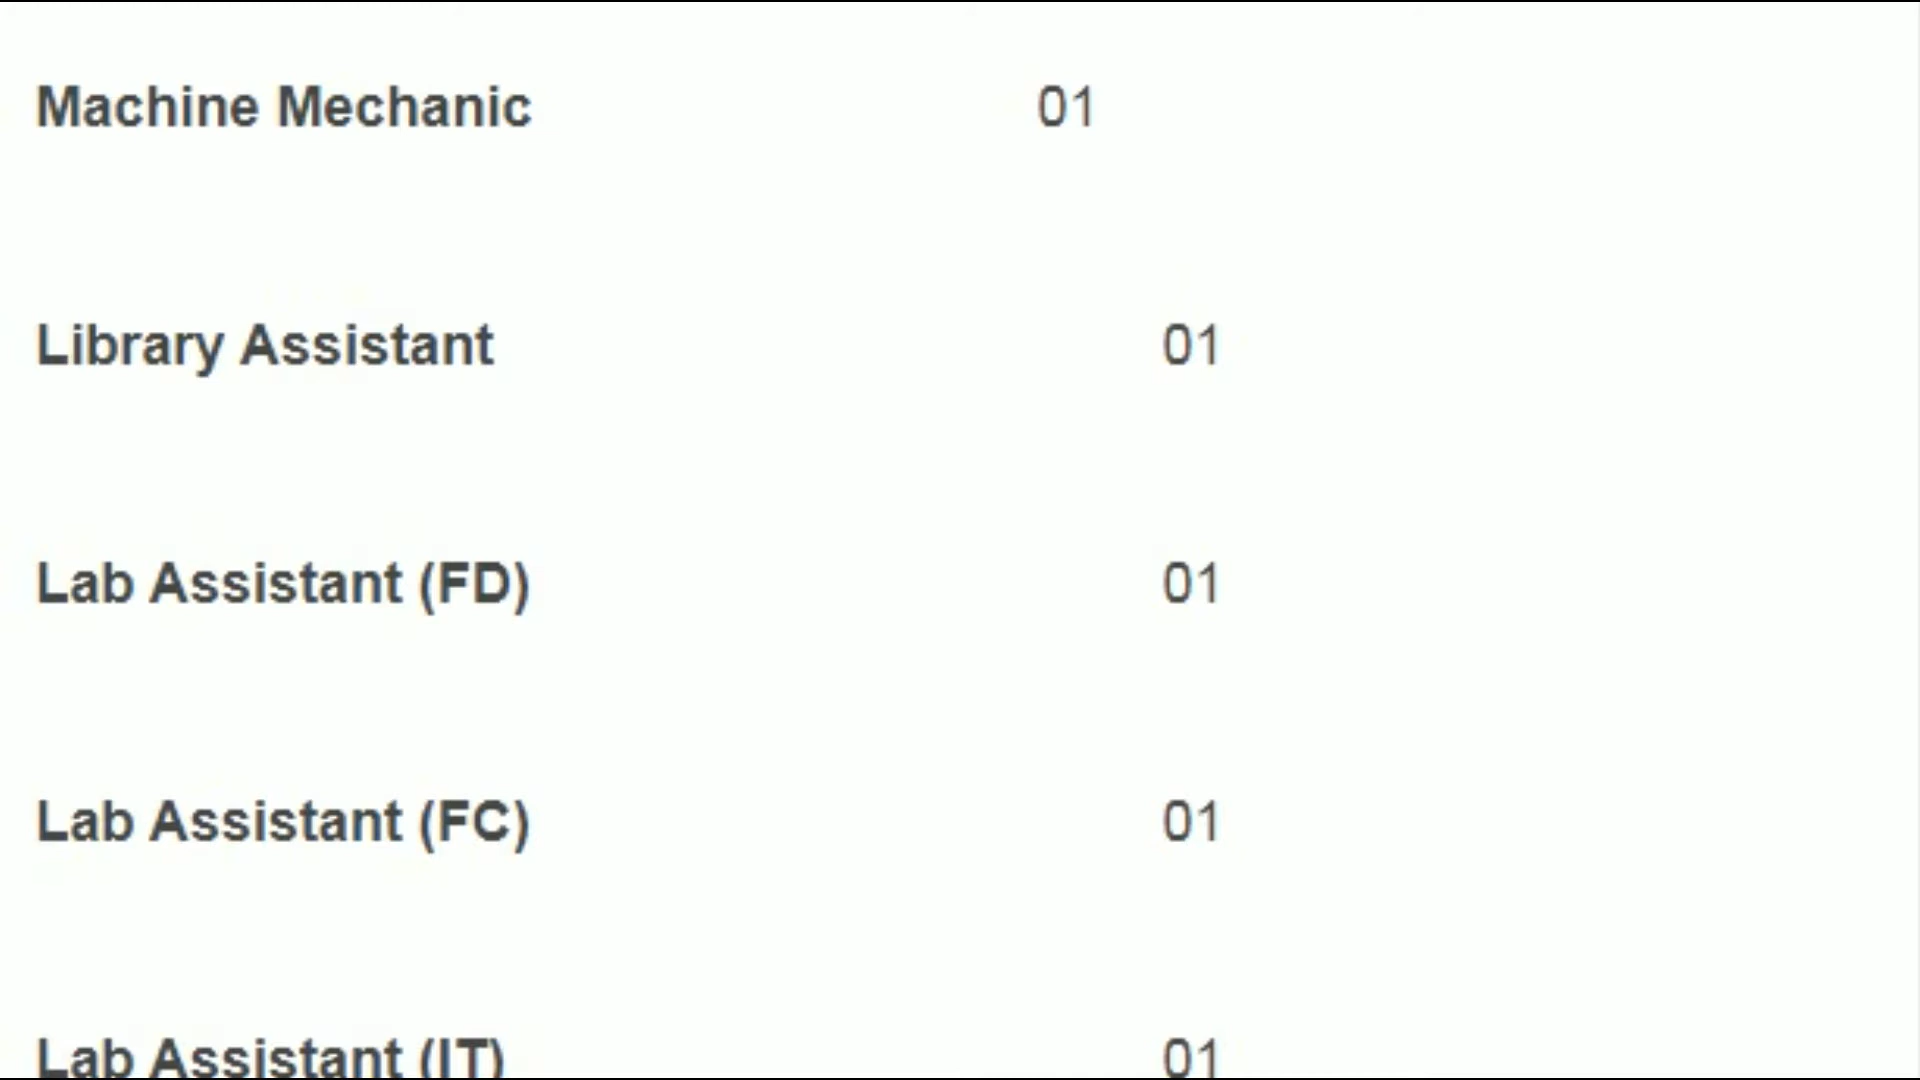 Machine Mechanic 01
Library Assistant 01
Lab Assistant (FD) 01
Lab Assistant (FC) 01
Lab Assistant (IT) 01